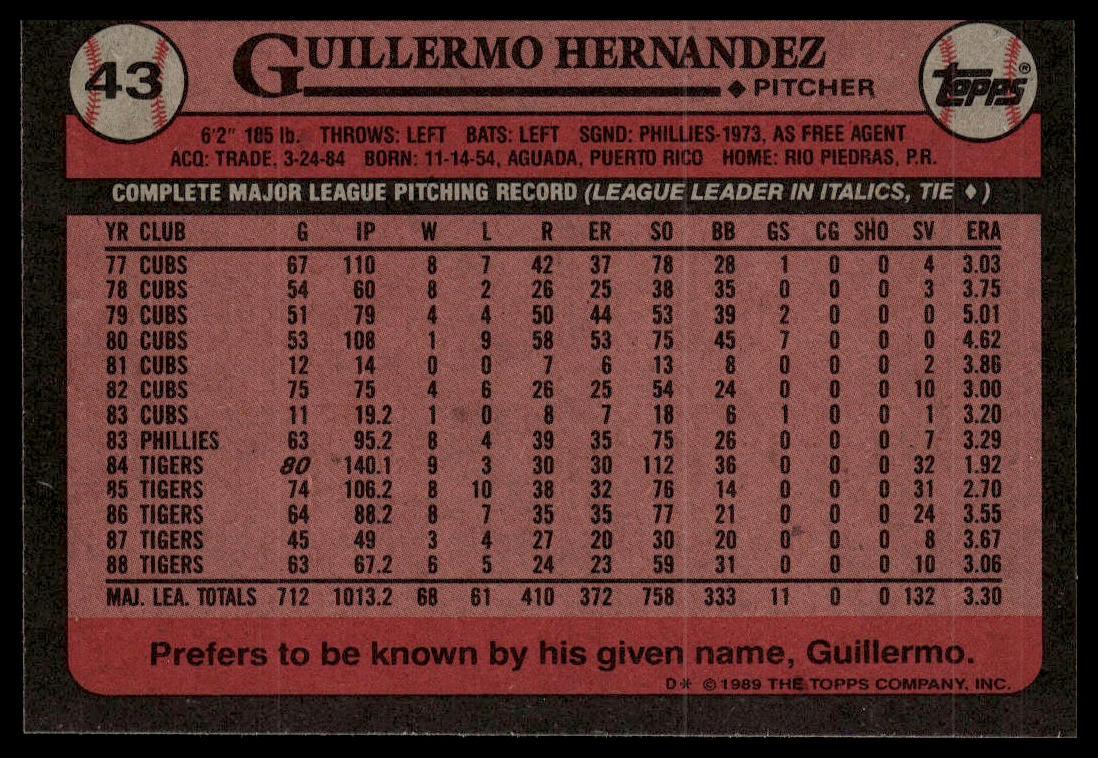 43
GUILLERMO HERNANDEZ
♦ PITCHER
TOPPS®
6'2" 185 lb. THROWS: LEFT BATS: LEFT SGND: PHILLIES-1973, AS FREE AGENT
ACQ: TRADE, 3-24-84 BORN: 11-14-54, AGUADA, PUERTO RICO HOME: RIO PIEDRAS, P.R.
COMPLETE MAJOR LEAGUE PITCHING RECORD (LEAGUE LEADER IN ITALICS, TIE ♦)
YR CLUB G IP W L R ER SO BB GS CG SHO SV ERA
77 CUBS 67 110 8 7 42 37 78 28 1 0 0 4 3.03
78 CUBS 54 60 8 2 26 25 38 35 0 0 0 3 3.75
79 CUBS 51 79 4 4 50 44 53 39 2 0 0 0 5.01
80 CUBS 53 108 1 9 58 53 75 45 7 0 0 0 4.62
81 CUBS 12 14 0 0 7 6 13 8 0 0 0 2 3.86
82 CUBS 75 75 4 6 26 25 54 24 0 0 0 10 3.00
83 CUBS 11 19.2 1 0 8 7 18 6 1 0 0 1 3.20
83 PHILLIES 63 95.2 8 4 39 35 75 26 0 0 0 7 3.29
84 TIGERS 80 140.1 9 3 30 30 112 36 0 0 0 32 1.92
85 TIGERS 74 106.2 8 10 38 32 76 14 0 0 0 31 2.70
86 TIGERS 64 88.2 8 7 35 35 77 21 0 0 0 24 3.55
87 TIGERS 45 49 3 4 27 20 30 20 0 0 0 8 3.67
88 TIGERS 63 67.2 6 5 24 23 59 31 0 0 0 10 3.06
MAJ. LEA. TOTALS 712 1013.2 68 61 410 372 758 333 11 0 0 132 3.30
Prefers to be known by his given name, Guillermo.
D* ©1989 THE TOPPS COMPANY, INC.